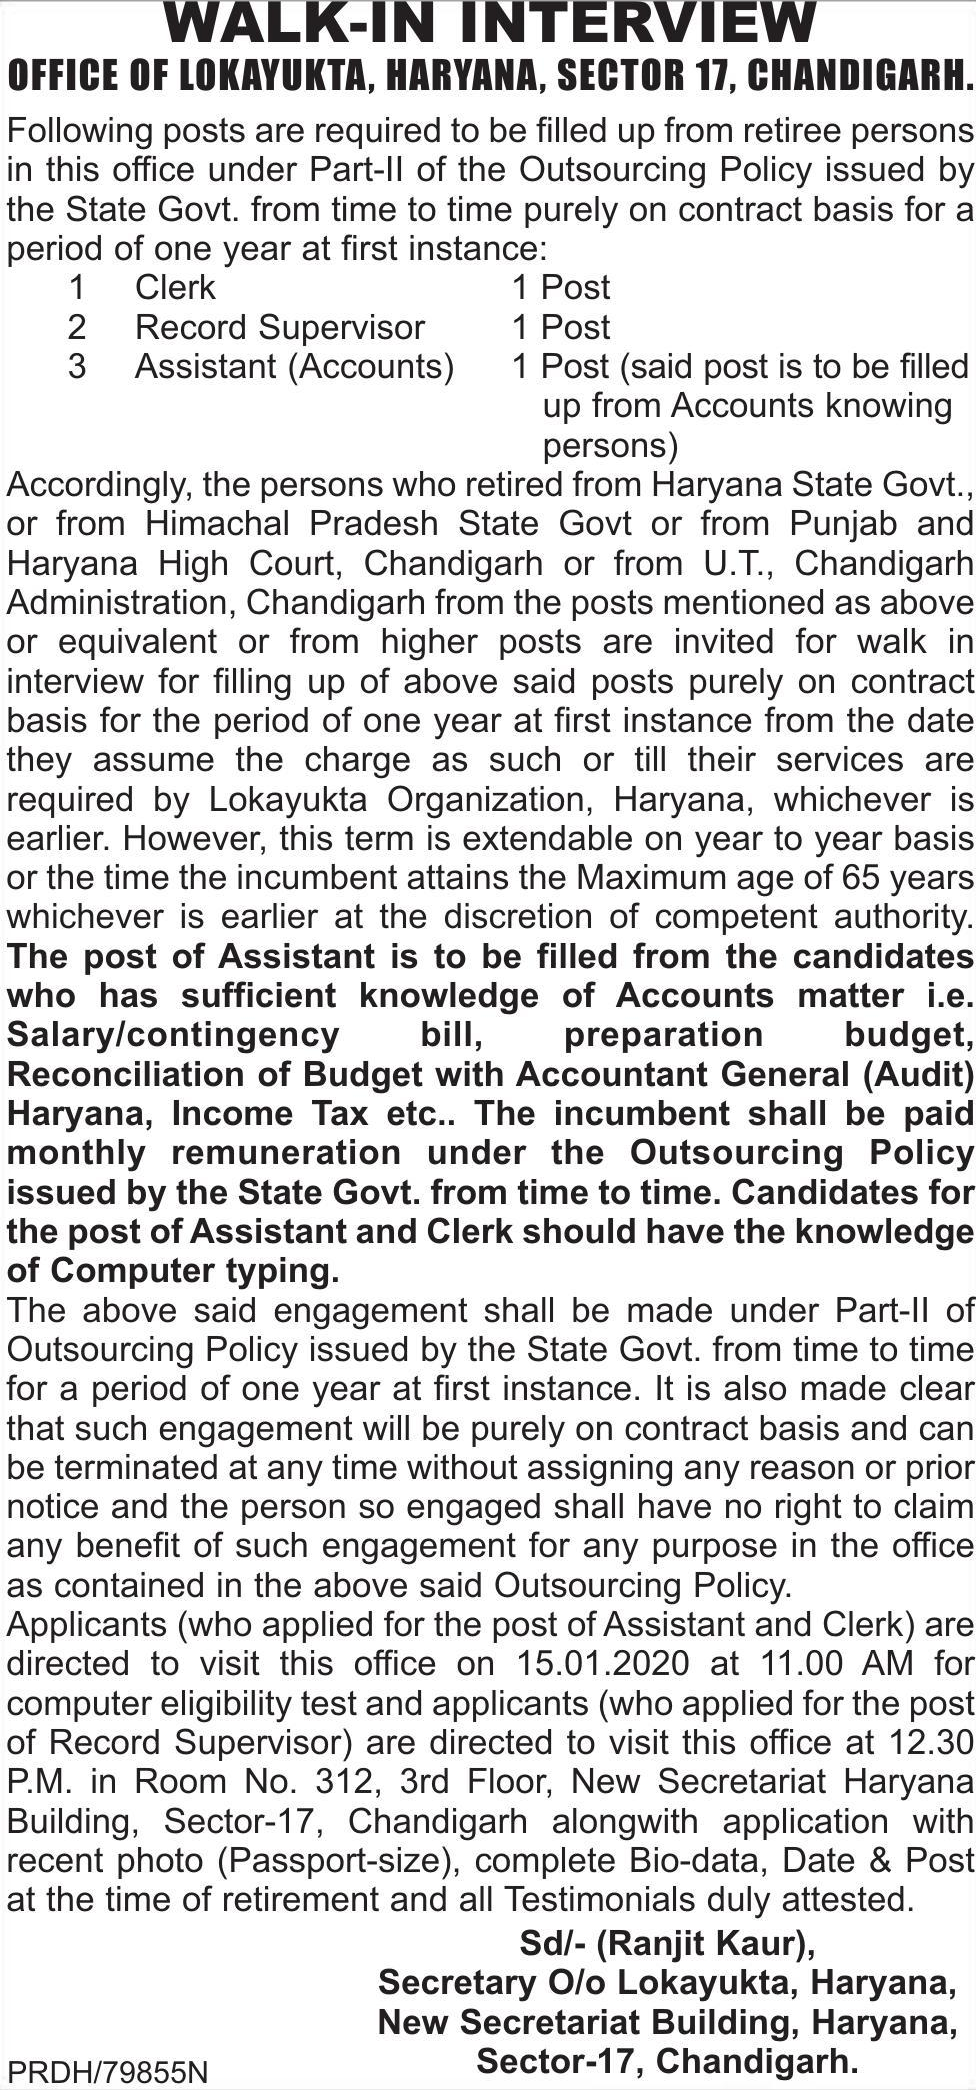 WALK-IN INTERVIEW
OFFICE OF LOKAYUKTA, HARYANA, SECTOR 17, CHANDIGARH.
Following posts are required to be filled up from retiree persons
in this office under Part-II of the Outsourcing Policy issued by
the State Govt. from time to time purely on contract basis for a
period of one year at first instance:
1 Clerk 1 Post
2 Record Supervisor 1 Post
3 Assistant (Accounts) 1 Post (said post is to be filled
up from Accounts knowing
persons)
Accordingly, the persons who retired from Haryana State Govt.,
or from Himachal Pradesh State Govt or from Punjab and
Haryana High Court, Chandigarh or from U.T., Chandigarh
Administration, Chandigarh from the posts mentioned as above
or equivalent or from higher posts are invited for walk in
interview for filling up of above said posts purely on contract
basis for the period of one year at first instance from the date
they assume the charge as such or till their services are
required by Lokayukta Organization, Haryana, whichever is
earlier. However, this term is extendable on year to year basis
or the time the incumbent attains the Maximum age of 65 years
whichever is earlier at the discretion of competent authority.
The post of Assistant is to be filled from the candidates
who has sufficient knowledge of Accounts matter i.e.
Salary/contingency bill, preparation budget,
Reconciliation of Budget with Accountant General (Audit)
Haryana, Income Tax etc.. The incumbent shall be paid
monthly remuneration under the Outsourcing Policy
issued by the State Govt. from time to time. Candidates for
the post of Assistant and Clerk should have the knowledge
of Computer typing.
The above said engagement shall be made under Part-II of
Outsourcing Policy issued by the State Govt. from time to time
for a period of one year at first instance. It is also made clear
that such engagement will be purely on contract basis and can
be terminated at any time without assigning any reason or prior
notice and the person so engaged shall have no right to claim
any benefit of such engagement for any purpose in the office
as contained in the above said Outsourcing Policy.
Applicants (who applied for the post of Assistant and Clerk) are
directed to visit this office on 15.01.2020 at 11.00 AM for
computer eligibility test and applicants (who applied for the post
of Record Supervisor) are directed to visit this office at 12.30
P.M. in Room No. 312, 3rd Floor, New Secretariat Haryana
Building, Sector-17, Chandigarh alongwith application with
recent photo (Passport-size), complete Bio-data, Date & Post
at the time of retirement and all Testimonials duly attested.
Sd/- (Ranjit Kaur),
Secretary O/o Lokayukta, Haryana,
New Secretariat Building, Haryana,
Sector-17, Chandigarh.
PRDH/79855N